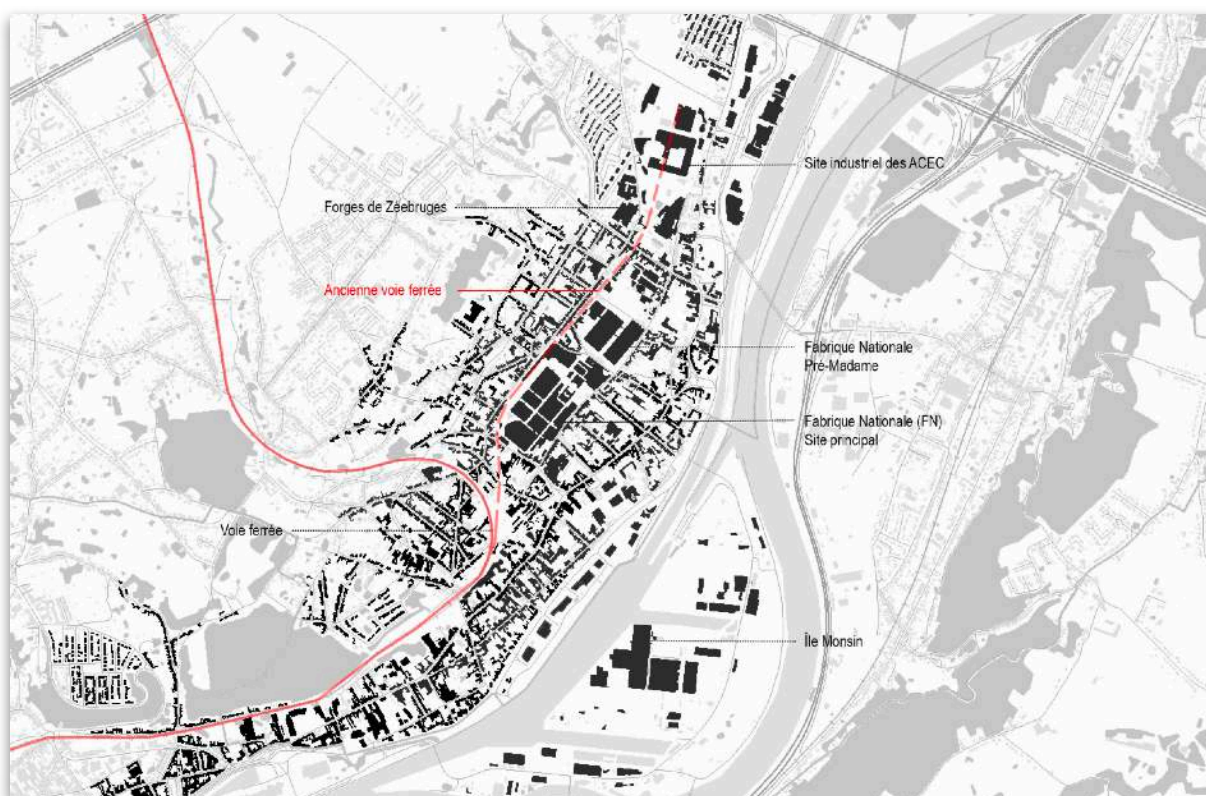 Site industriel des ACEC
Forges de Zéebruges
Ancienne voie ferrée
Fabrique Nationale
Pré-Madame
Fabrique Nationale (FN)
Site principal
Voie ferrée
Île Monsin